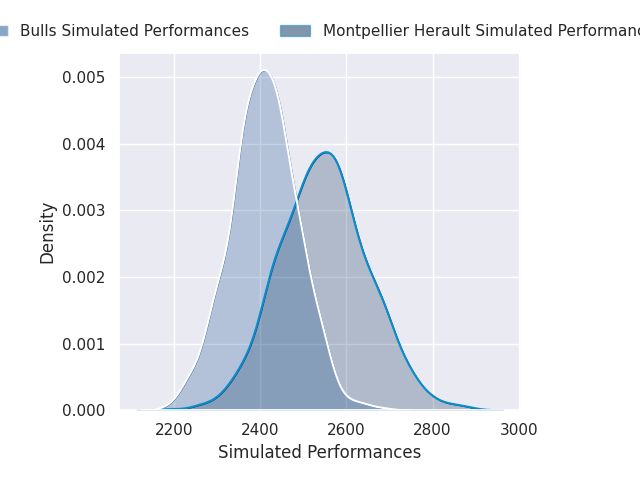 Bulls Simulated Performances Montpellier Herault Simulated
0.005
0.004
0.003
0.002
0.001
0.000
Density
2200 2400 2600 2800 3000
Simulated Performances